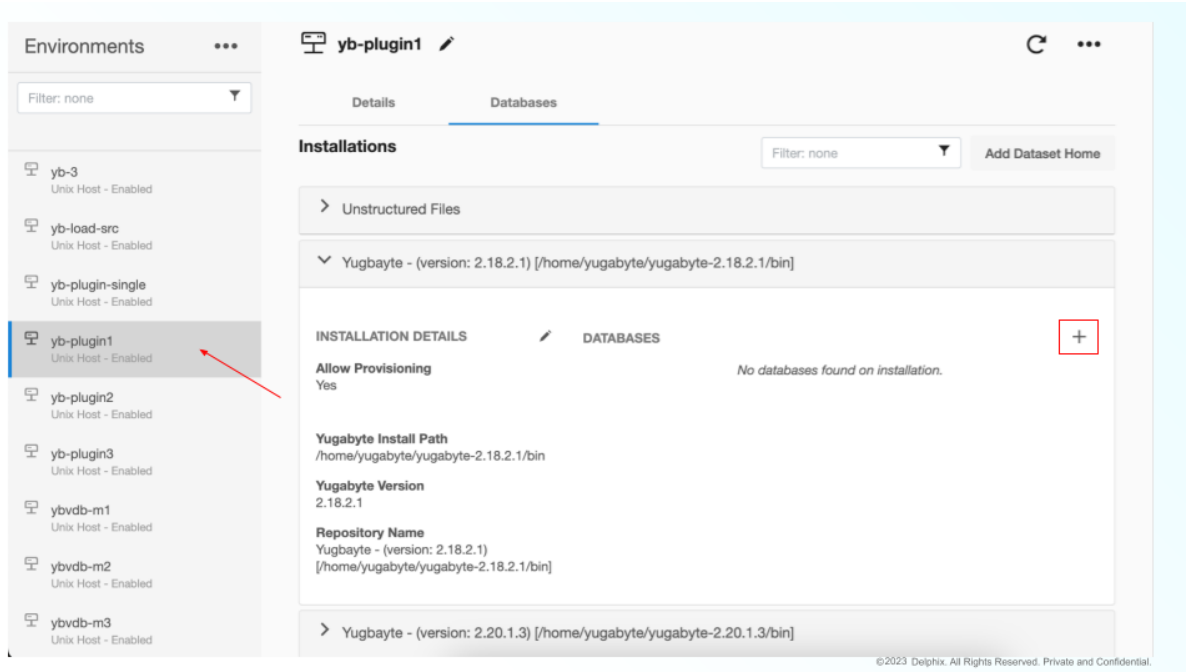 Environments
Filter: none
yb-3
Unix Host - Enabled
yb-load-src
Unix Host - Enabled
yb-plugin-single
Unix Host - Enabled
yb-plugin1
Unix Host - Enabled
yb-plugin2
Unix Host - Enabled
yb-plugin3
Unix Host - Enabled
ybvdb-m1
Unix Host - Enabled
ybvdb-m2
Unix Host - Enabled
ybvdb-m3
Unix Host - Enabled
yb-plugin1
Details Databases
Installations
Filter: none
Add Dataset Home
Unstructured Files
Yugbayte - (version: 2.18.2.1) [/home/yugabyte/yugabyte-2.18.2.1/bin]
INSTALLATION DETAILS
Allow Provisioning
Yes
Yugabyte Install Path
/home/yugabyte/yugabyte-2.18.2.1/bin
Yugabyte Version
2.18.2.1
Repository Name
Yugbayte - (version: 2.18.2.1)
[/home/yugabyte/yugabyte-2.18.2.1/bin]
DATABASES
No databases found on installation.
Yugbayte - (version: 2.20.1.3) [/home/yugabyte/yugabyte-2.20.1.3/bin]
©2023 Delphix. All Rights Reserved. Private and Confidential.